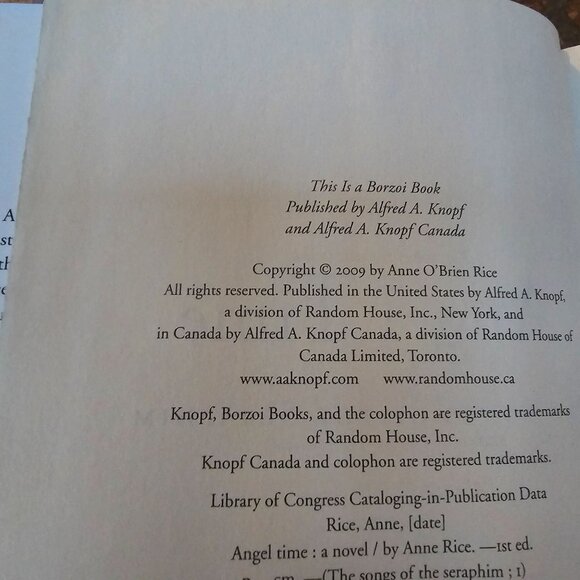 This Is a Borzoi Book
Published by Alfred A. Knopf
and Alfred A. Knopf Canada
Copyright © 2009 by Anne O'Brien Rice
All rights reserved. Published in the United States by Alfred A. Knopf,
a division of Random House, Inc., New York, and
in Canada by Alfred A. Knopf Canada, a division of Random House of
Canada Limited, Toronto.
www.aaknopf.com www.randomhouse.ca
Knopf, Borzoi Books, and the colophon are registered trademarks
of Random House, Inc.
Knopf Canada and colophon are registered trademarks.
Library of Congress Cataloging-in-Publication Data
Rice, Anne, [date]
Angel time : a novel / by Anne Rice. —1st ed.
cm. —(The songs of the seraphim ; 1)